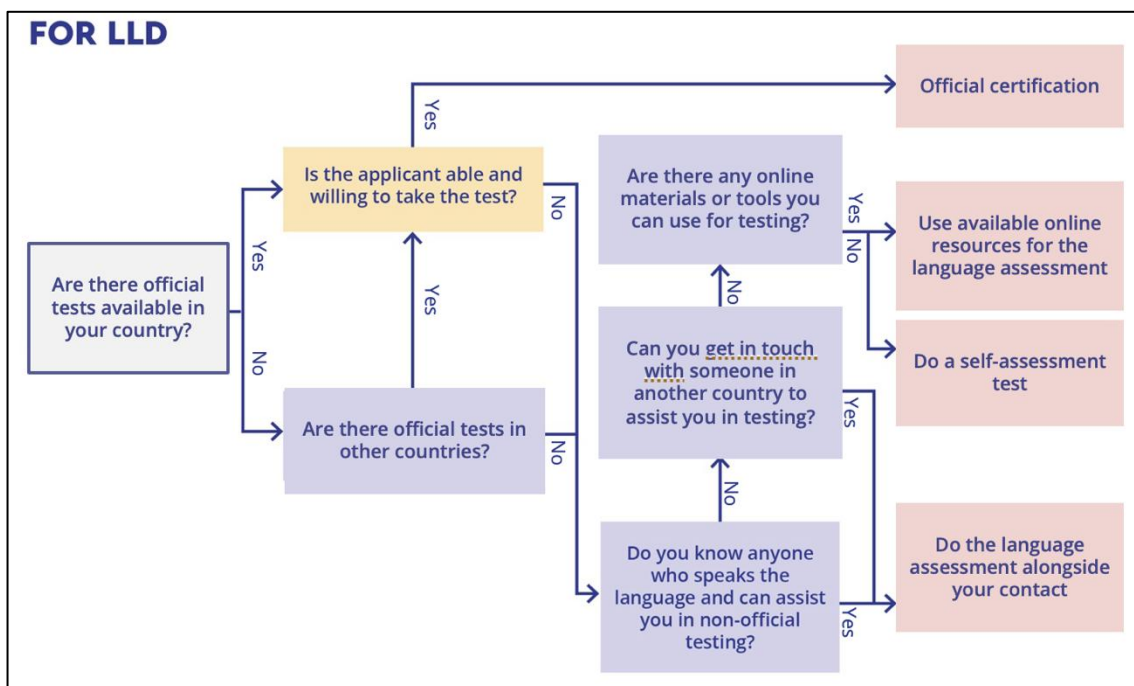 FOR LLD
Official certification
Yes
Is the applicant able and
willing to take the test?
No
Are there any online
materials or tools you
can use for testing?
Yes
No
Use available online
resources for the
language assessment
Yes
Are there official
tests available in
your country?
No
Yes
No
Can you get in touch
with someone in
another country to
assist you in testing?
Yes
Do a self-assessment
test
Are there official tests in
other countries?
No
No
Do you know anyone
who speaks the
language and can assist
you in non-official
testing?
Yes
Do the language
assessment alongside
your contact